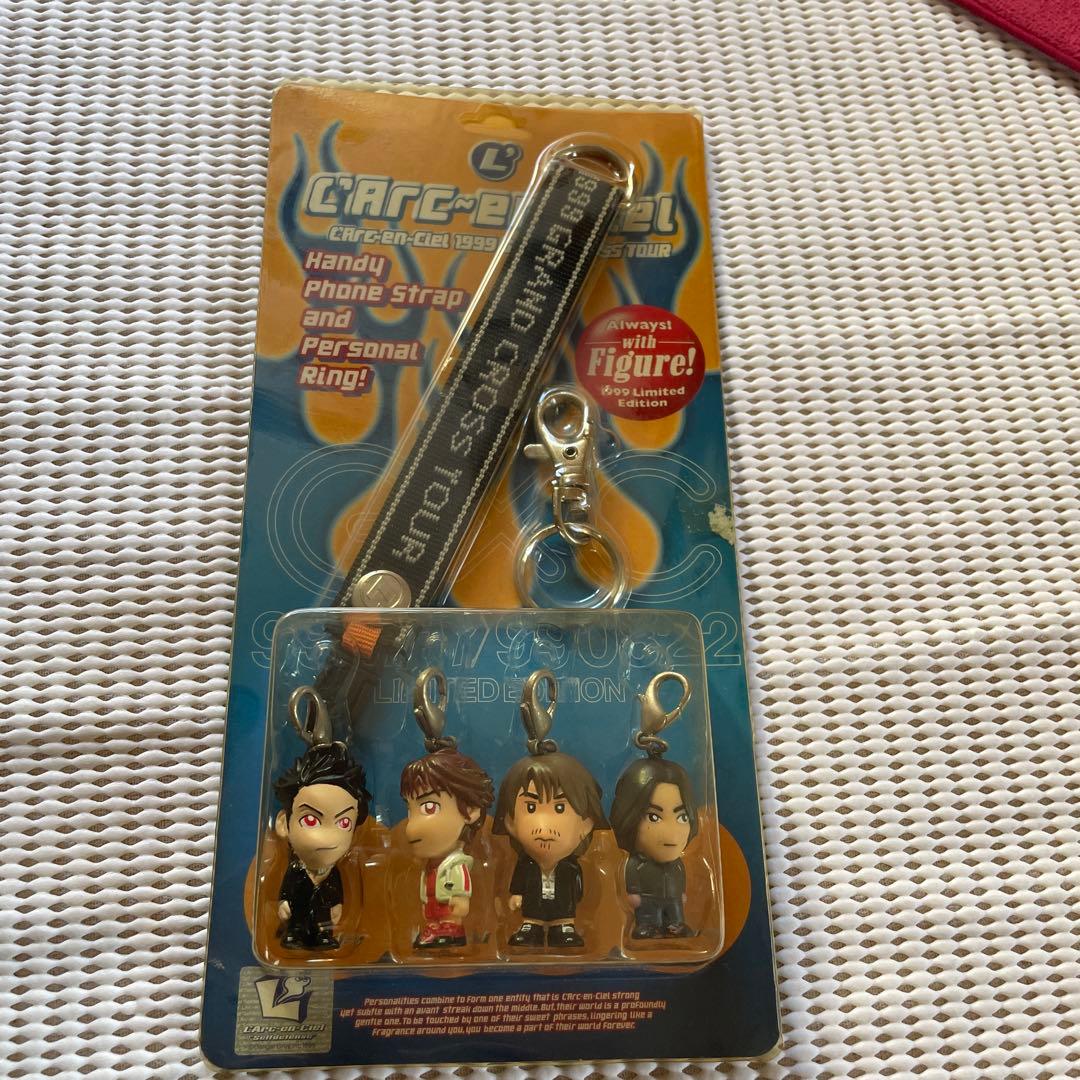 L'
L'Arc~en~Ciel
L'Arc-en-Ciel 1999
SS TOUR
Handy
Phone Strap
and
Personal
Ring!
999 GRAND CROSS TOUR
Always!
with
Figure!
1999 Limited
Edition
LIMITED EDITION
Personalities combine to form one entity that is L'Arc-en-Ciel strong
yet subtle with an avant streak down the middle. But, their world is a profoundly
gentle one. To be touched by one of their sweet phrases, lingering like a
fragrance around you, you become a part of their world forever.
L'Arc-en-Ciel